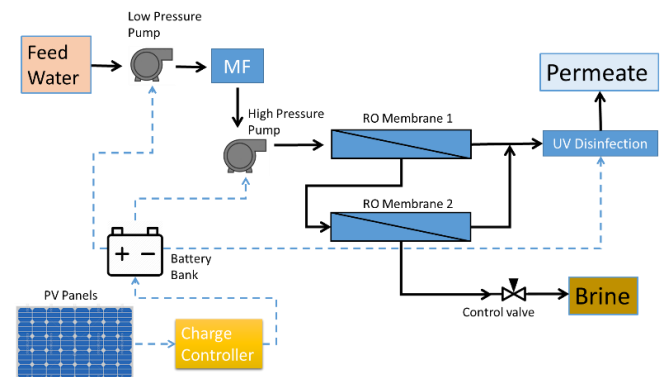 Low Pressure
Pump
Feed
Water
MF
Permeate
High Pressure
Pump
RO Membrane 1
UV Disinfection
RO Membrane 2
Battery
Bank
PV Panels
Charge
Controller
Control valve
Brine